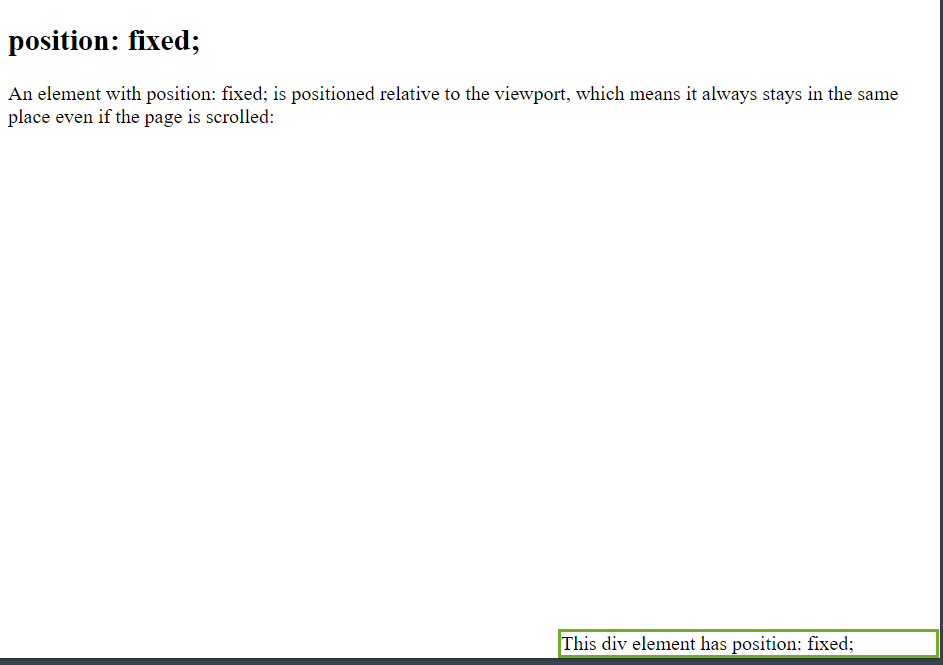 position: fixed;
An element with position: fixed; is positioned relative to the viewport, which means it always stays in the same
place even if the page is scrolled:
This div element has position: fixed;